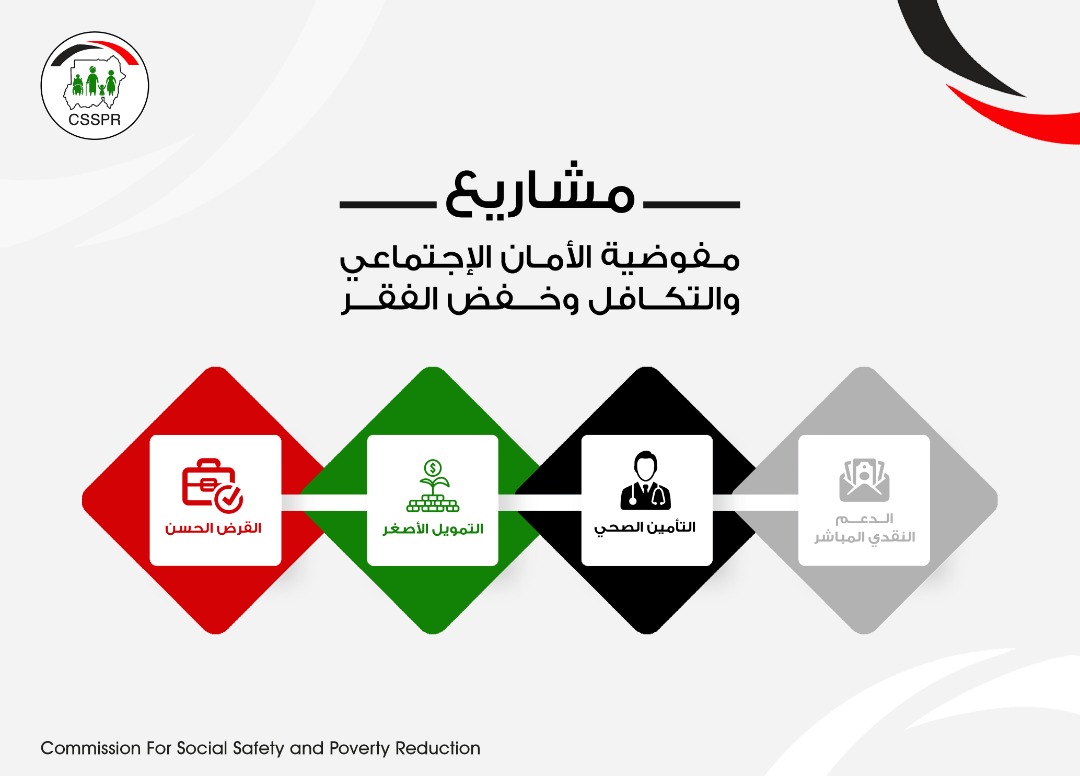 CSSPR
مشاريع
مفوضية الأمان الإجتماعي
والتكافل وخفض الفقر
الدعم
النقدي المباشر
التأمين الصحي
التمويل الأصغر
القرض الحسن
Commission For Social Safety and Poverty Reduction